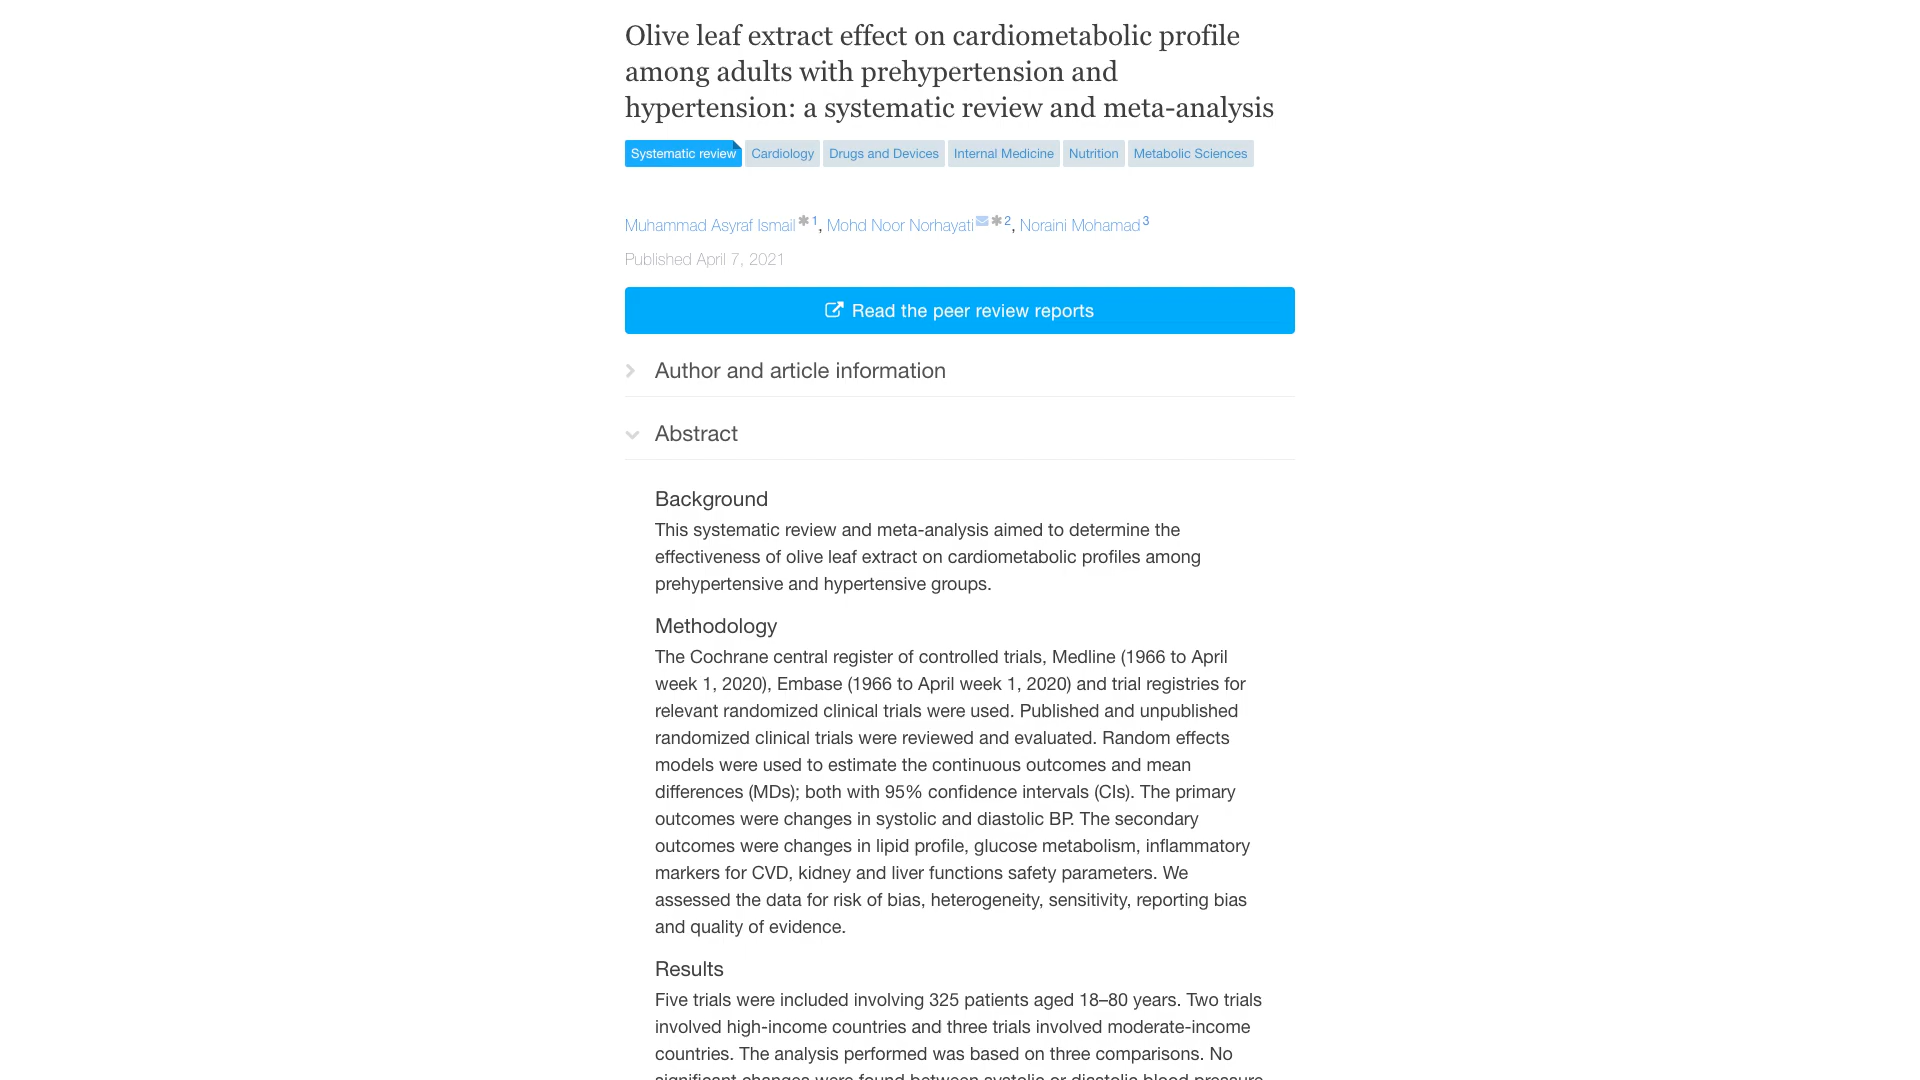 Olive leaf extract effect on cardiometabolic profile
among adults with prehypertension and
hypertension: a systematic review and meta-analysis
Systematic review Cardiology Drugs and Devices Internal Medicine Nutrition Metabolic Sciences
Muhammad Asyraf Ismail * 1, Mohd Noor Norhayati * 2, Noraini Mohamad 3
Published April 7, 2021
Read the peer review reports
Author and article information
Abstract
Background
This systematic review and meta-analysis aimed to determine the
effectiveness of olive leaf extract on cardiometabolic profiles among
prehypertensive and hypertensive groups.
Methodology
The Cochrane central register of controlled trials, Medline (1966 to April
week 1, 2020), Embase (1966 to April week 1, 2020) and trial registries for
relevant randomized clinical trials were used. Published and unpublished
randomized clinical trials were reviewed and evaluated. Random effects
models were used to estimate the continuous outcomes and mean
differences (MDs); both with 95% confidence intervals (CIs). The primary
outcomes were changes in systolic and diastolic BP. The secondary
outcomes were changes in lipid profile, glucose metabolism, inflammatory
markers for CVD, kidney and liver functions safety parameters. We
assessed the data for risk of bias, heterogeneity, sensitivity, reporting bias
and quality of evidence.
Results
Five trials were included involving 325 patients aged 18–80 years. Two trials
involved high-income countries and three trials involved moderate-income
countries. The analysis performed was based on three comparisons. No
significant changes were found between systolic or diastolic blood pressure